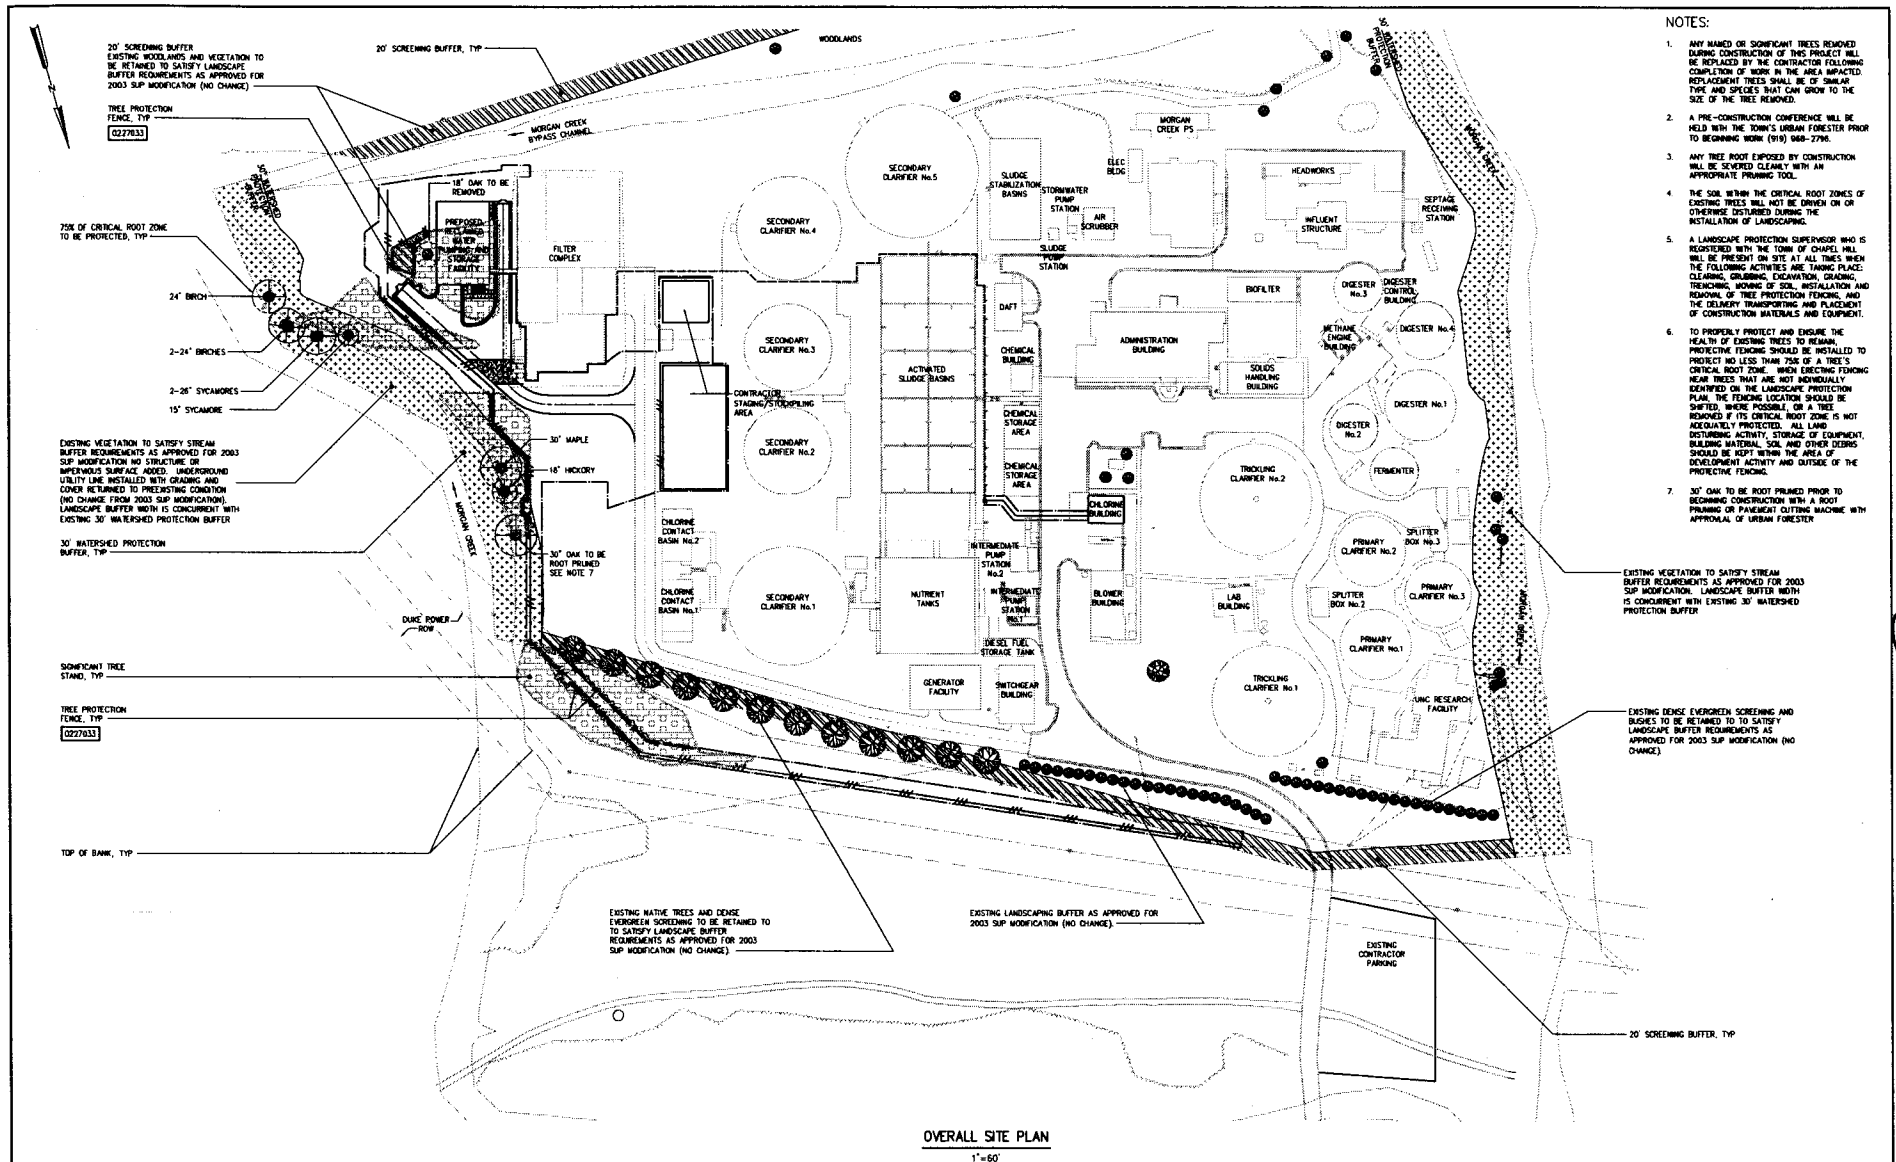 20' SCREENING BUFFER
EXISTING WOODLANDS AND VEGETATION TO
BE RETAINED TO SATISFY LANDSCAPE
BUFFER REQUIREMENTS AS APPROVED FOR
2003 SUP MODIFICATION (NO CHANGE)
TREE PROTECTION
FENCE, TYP
0227033
20' SCREENING BUFFER, TYP
WOODLANDS
MORGAN CREEK
BYPASS CHANNEL
30' WATERSHED
PROTECTION
BUFFER
18" OAK TO BE
REMOVED
75% OF CRITICAL ROOT ZONE
TO BE PROTECTED, TYP
PREPOSED
RECLAIMED
WATER
PUMPING AND
STORAGE
FACILITY
FILTER
COMPLEX
24" BIRCH
2-24" BIRCHES
2-26" SYCAMORES
15" SYCAMORE
EXISTING VEGETATION TO SATISFY STREAM
BUFFER REQUIREMENTS AS APPROVED FOR 2003
SUP MODIFICATION NO STRUCTURE OR
IMPERVIOUS SURFACE ADDED. UNDERGROUND
UTILITY LINE INSTALLED WITH GRADING AND
COVER RETURNED TO PREEXISTING CONDITION
(NO CHANGE FROM 2003 SUP MODIFICATION).
LANDSCAPE BUFFER WIDTH IS CONCURRENT WITH
EXISTING 30' WATERSHED PROTECTION BUFFER
30' WATERSHED PROTECTION
BUFFER, TYP
30" MAPLE
18" HICKORY
30" OAK TO BE
ROOT PRUNED
SEE NOTE 7
MORGAN CREEK
DUKE POWER
ROW
SIGNIFICANT TREE
STAND, TYP
TREE PROTECTION
FENCE, TYP
0227033
TOP OF BANK, TYP
SECONDARY
CLARIFIER No.5
SECONDARY
CLARIFIER No.4
SECONDARY
CLARIFIER No.3
CONTRACTOR
STAGING/STOCKPILING
AREA
SECONDARY
CLARIFIER No.2
SECONDARY
CLARIFIER No.1
CHLORINE
CONTACT
BASIN No.2
CHLORINE
CONTACT
BASIN No.1
ACTIVATED
SLUDGE BASINS
NUTRIENT
TANKS
GENERATOR
FACILITY
SWITCHGEAR
BUILDING
DIESEL FUEL
STORAGE TANK
INTERMEDIATE
PUMP
STATION
No.2
INTERMEDIATE
PUMP
STATION
No.1
SLUDGE
STABILIZATION
BASINS
STORMWATER
PUMP
STATION
MORGAN
CREEK PS
ELEC
BLDG
AIR
SCRUBBER
SLUDGE
PUMP
STATION
HEADWORKS
INFLUENT
STRUCTURE
SEPTAGE
RECEIVING
STATION
DAFT
CHEMICAL
BUILDING
CHEMICAL
STORAGE
AREA
CHEMICAL
STORAGE
AREA
ADMINISTRATION
BUILDING
BIOFILTER
SOLIDS
HANDLING
BUILDING
DIGESTER
No.3
DIGESTER
CONTROL
BUILDING
METHANE
ENGINE
BUILDING
DIGESTER No.4
DIGESTER No.1
DIGESTER
No.2
FERMENTER
TRICKLING
CLARIFIER No.2
CHLORINE
BUILDING
BLOWER
BUILDING
LAB
BUILDING
PRIMARY
CLARIFIER No.2
SPLITTER
BOX No.3
SPLITTER
BOX No.2
PRIMARY
CLARIFIER No.3
PRIMARY
CLARIFIER No.1
TRICKLING
CLARIFIER No.1
UNC RESEARCH
FACILITY
30' WATERSHED
PROTECTION
BUFFER
MORGAN CREEK
MORGAN CREEK
NOTES:
1. ANY NAMED OR SIGNIFICANT TREES REMOVED
DURING CONSTRUCTION OF THIS PROJECT WILL
BE REPLACED BY THE CONTRACTOR FOLLOWING
COMPLETION OF WORK IN THE AREA IMPACTED.
REPLACEMENT TREES SHALL BE OF SIMILAR
TYPE AND SPECIES THAT CAN GROW TO THE
SIZE OF THE TREE REMOVED.
2. A PRE-CONSTRUCTION CONFERENCE WILL BE
HELD WITH THE TOWN'S URBAN FORESTER PRIOR
TO BEGINNING WORK (919) 968-2796.
3. ANY TREE ROOT EXPOSED BY CONSTRUCTION
WILL BE SEVERED CLEANLY WITH AN
APPROPRIATE PRUNING TOOL.
4. THE SOIL WITHIN THE CRITICAL ROOT ZONES OF
EXISTING TREES WILL NOT BE DRIVEN ON OR
OTHERWISE DISTURBED DURING THE
INSTALLATION OF LANDSCAPING.
5. A LANDSCAPE PROTECTION SUPERVISOR WHO IS
REGISTERED WITH THE TOWN OF CHAPEL HILL
WILL BE PRESENT ON SITE AT ALL TIMES WHEN
THE FOLLOWING ACTIVITIES ARE TAKING PLACE:
CLEARING, GRUBBING, EXCAVATION, GRADING,
TRENCHING, MOVING OF SOIL, INSTALLATION AND
REMOVAL OF TREE PROTECTION FENCING, AND
THE DELIVERY TRANSPORTING AND PLACEMENT
OF CONSTRUCTION MATERIALS AND EQUIPMENT.
6. TO PROPERLY PROTECT AND ENSURE THE
HEALTH OF EXISTING TREES TO REMAIN,
PROTECTIVE FENCING SHOULD BE INSTALLED TO
PROTECT NO LESS THAN 75% OF A TREE'S
CRITICAL ROOT ZONE. WHEN ERECTING FENCING
NEAR TREES THAT ARE NOT INDIVIDUALLY
IDENTIFIED ON THE LANDSCAPE PROTECTION
PLAN, THE FENCING LOCATION SHOULD BE
SHIFTED, WHERE POSSIBLE, OR A TREE
REMOVED IF ITS CRITICAL ROOT ZONE IS NOT
ADEQUATELY PROTECTED. ALL LAND
DISTURBING ACTIVITY, STORAGE OF EQUIPMENT,
BUILDING MATERIAL, SOIL AND OTHER DEBRIS
SHOULD BE KEPT WITHIN THE AREA OF
DEVELOPMENT ACTIVITY AND OUTSIDE OF THE
PROTECTIVE FENCING.
7. 30" OAK TO BE ROOT PRUNED PRIOR TO
BEGINNING CONSTRUCTION WITH A ROOT
PRUNING OR PAVEMENT CUTTING MACHINE WITH
APPROVLAL OF URBAN FORESTER
EXISTING VEGETATION TO SATISFY STREAM
BUFFER REQUIREMENTS AS APPROVED FOR 2003
SUP MODIFICATION. LANDSCAPE BUFFER WIDTH
IS CONCURRENT WITH EXISTING 30' WATERSHED
PROTECTION BUFFER
EXISTING DENSE EVERGREEN SCREENING AND
BUSHES TO BE RETAINED TO TO SATISFY
LANDSCAPE BUFFER REQUIREMENTS AS
APPROVED FOR 2003 SUP MODIFICATION (NO
CHANGE).
EXISTING NATIVE TREES AND DENSE
EVERGREEN SCREENING TO BE RETAINED TO
TO SATISFY LANDSCAPE BUFFER
REQUIREMENTS AS APPROVED FOR 2003
SUP MODIFICATION (NO CHANGE).
EXISTING LANDSCAPING BUFFER AS APPROVED FOR
2003 SUP MODIFICATION (NO CHANGE).
EXISTING
CONTRACTOR
PARKING
20' SCREENING BUFFER, TYP
OVERALL SITE PLAN
1"=60'